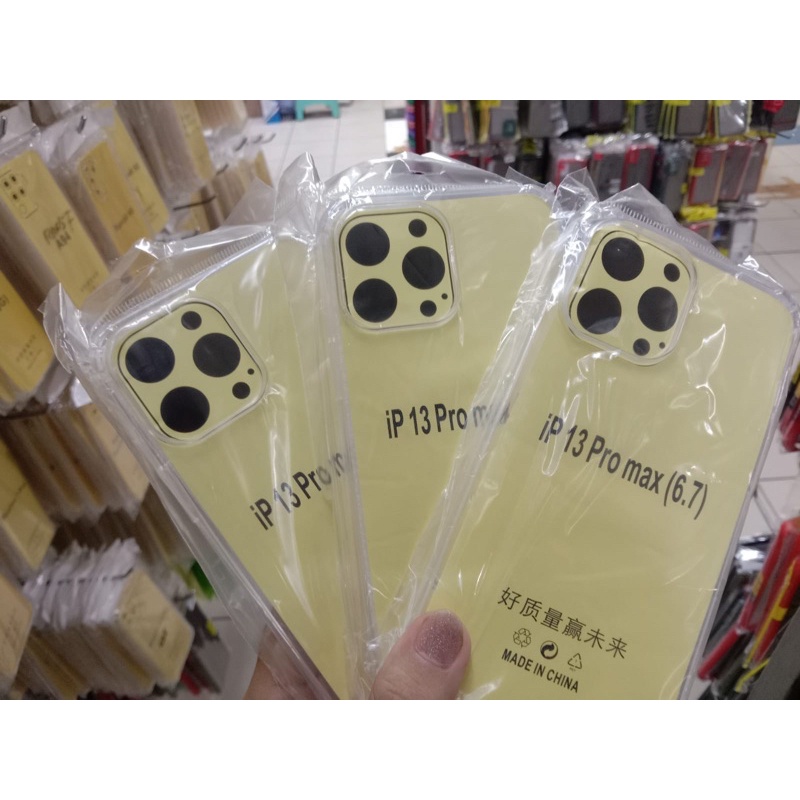 iP 13 Pro m
iP 13 Pro max
iP 13 Pro max (6.7)
好质量赢未来
MADE IN CHINA